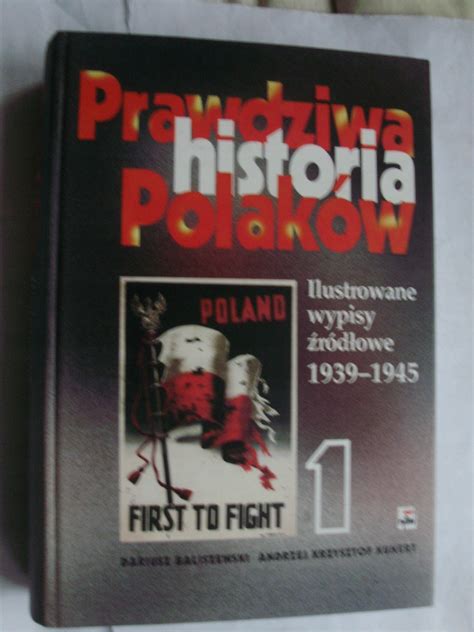 Prawdziwa
historia
Polaków
Ilustrowane
wypisy
źródłowe
1939–1945
POLAND
FIRST TO FIGHT
1
DARIUSZ BALISZEWSKI ANDRZEJ KRZYSZTOF KUNERT